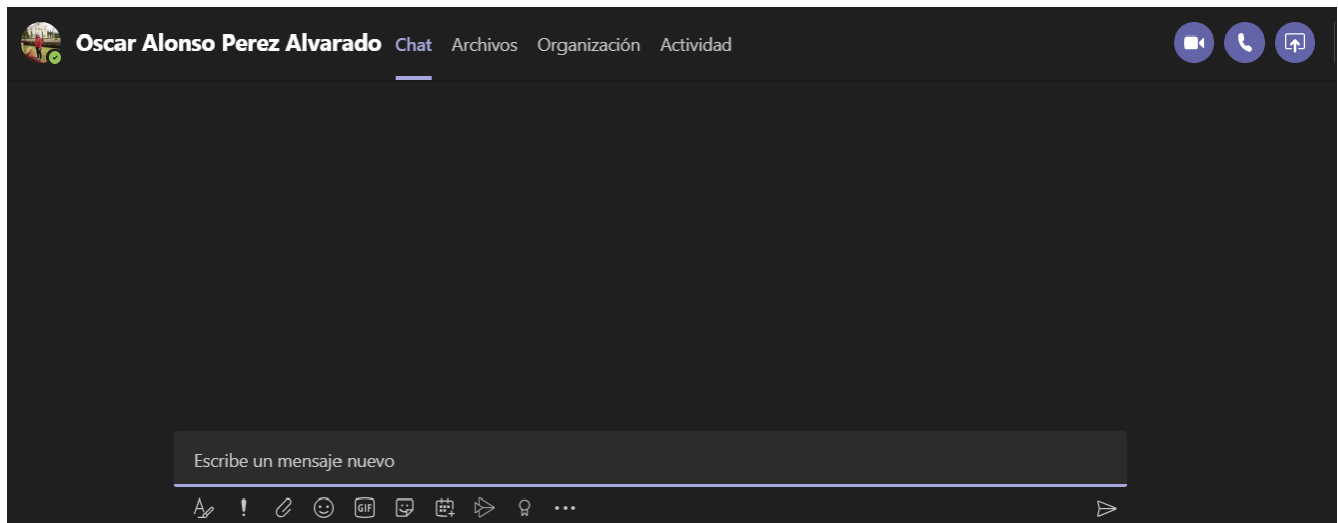 Oscar Alonso Perez Alvarado Chat Archivos Organización Actividad
Escribe un mensaje nuevo
GIF